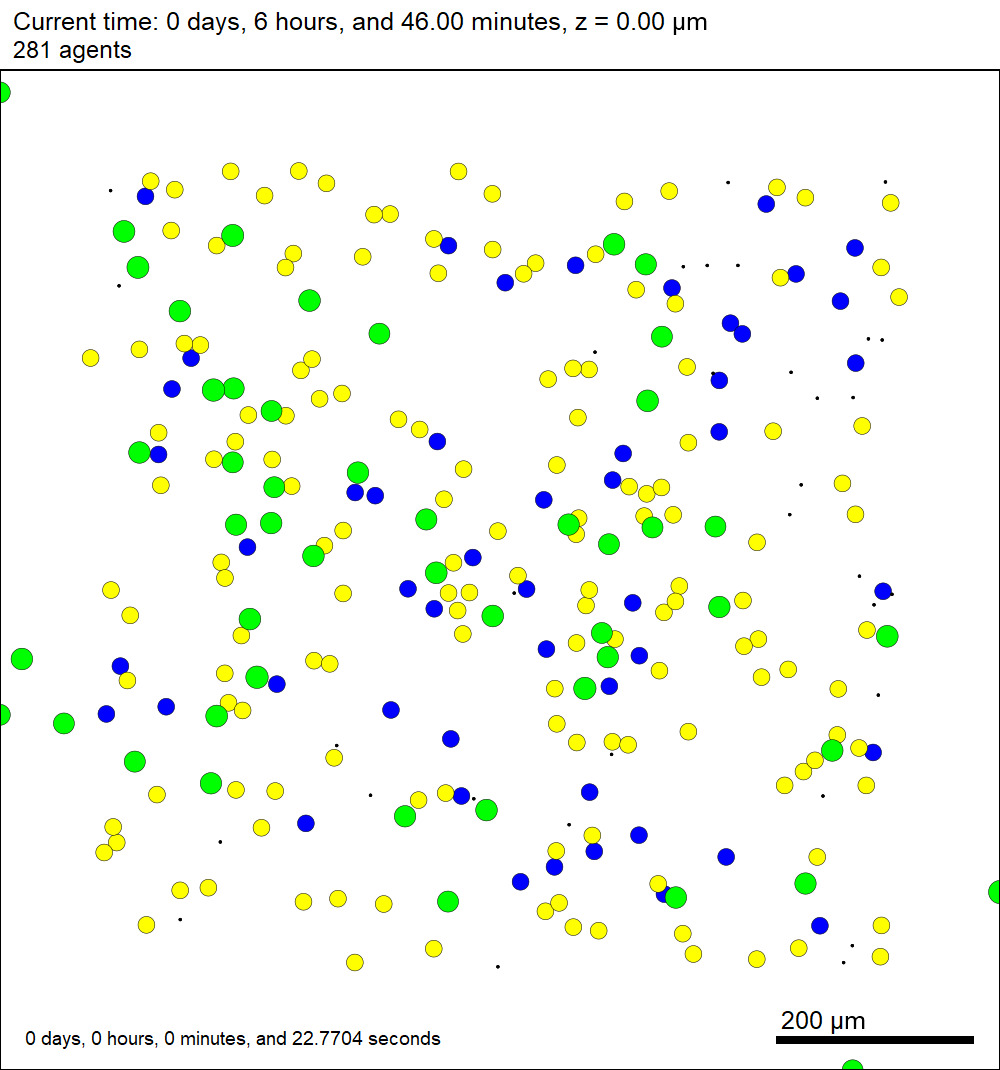 Current time: 0 days, 6 hours, and 46.00 minutes, z = 0.00 μm
281 agents
200 μm
0 days, 0 hours, 0 minutes, and 22.7704 seconds